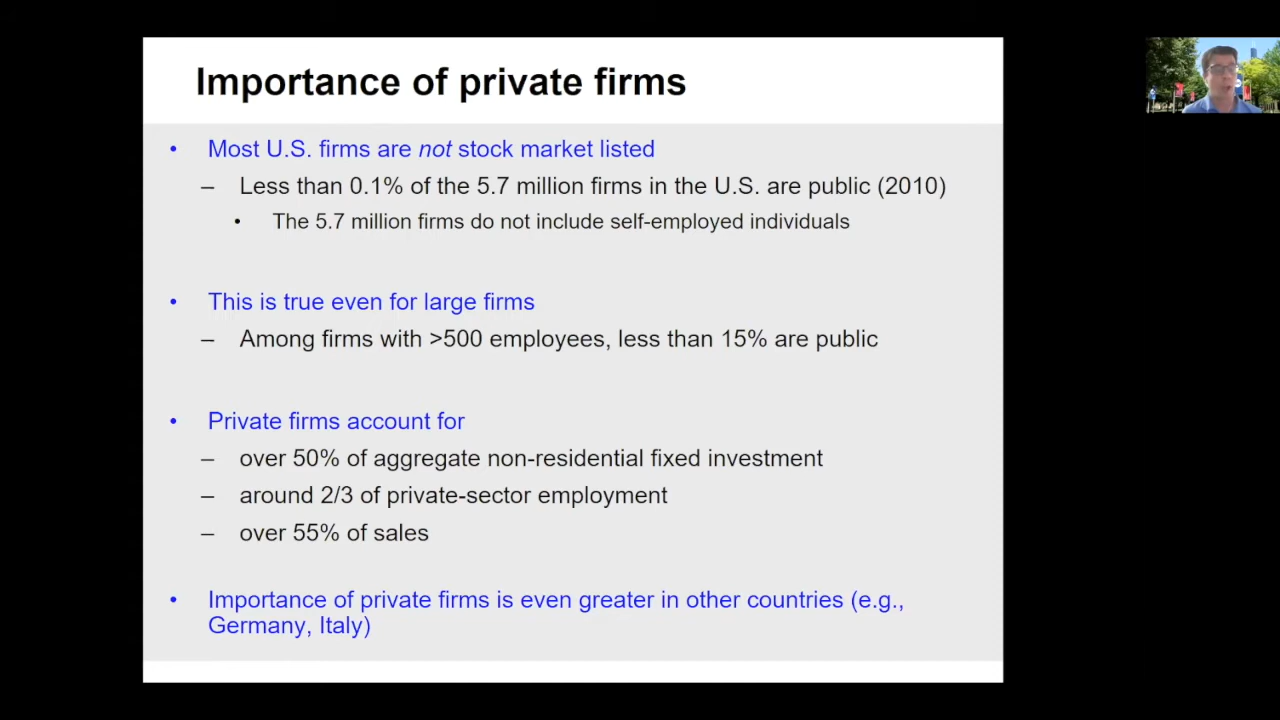 Importance of private firms
• Most U.S. firms are not stock market listed
– Less than 0.1% of the 5.7 million firms in the U.S. are public (2010)
• The 5.7 million firms do not include self-employed individuals
• This is true even for large firms
– Among firms with >500 employees, less than 15% are public
• Private firms account for
– over 50% of aggregate non-residential fixed investment
– around 2/3 of private-sector employment
– over 55% of sales
• Importance of private firms is even greater in other countries (e.g.,
Germany, Italy)